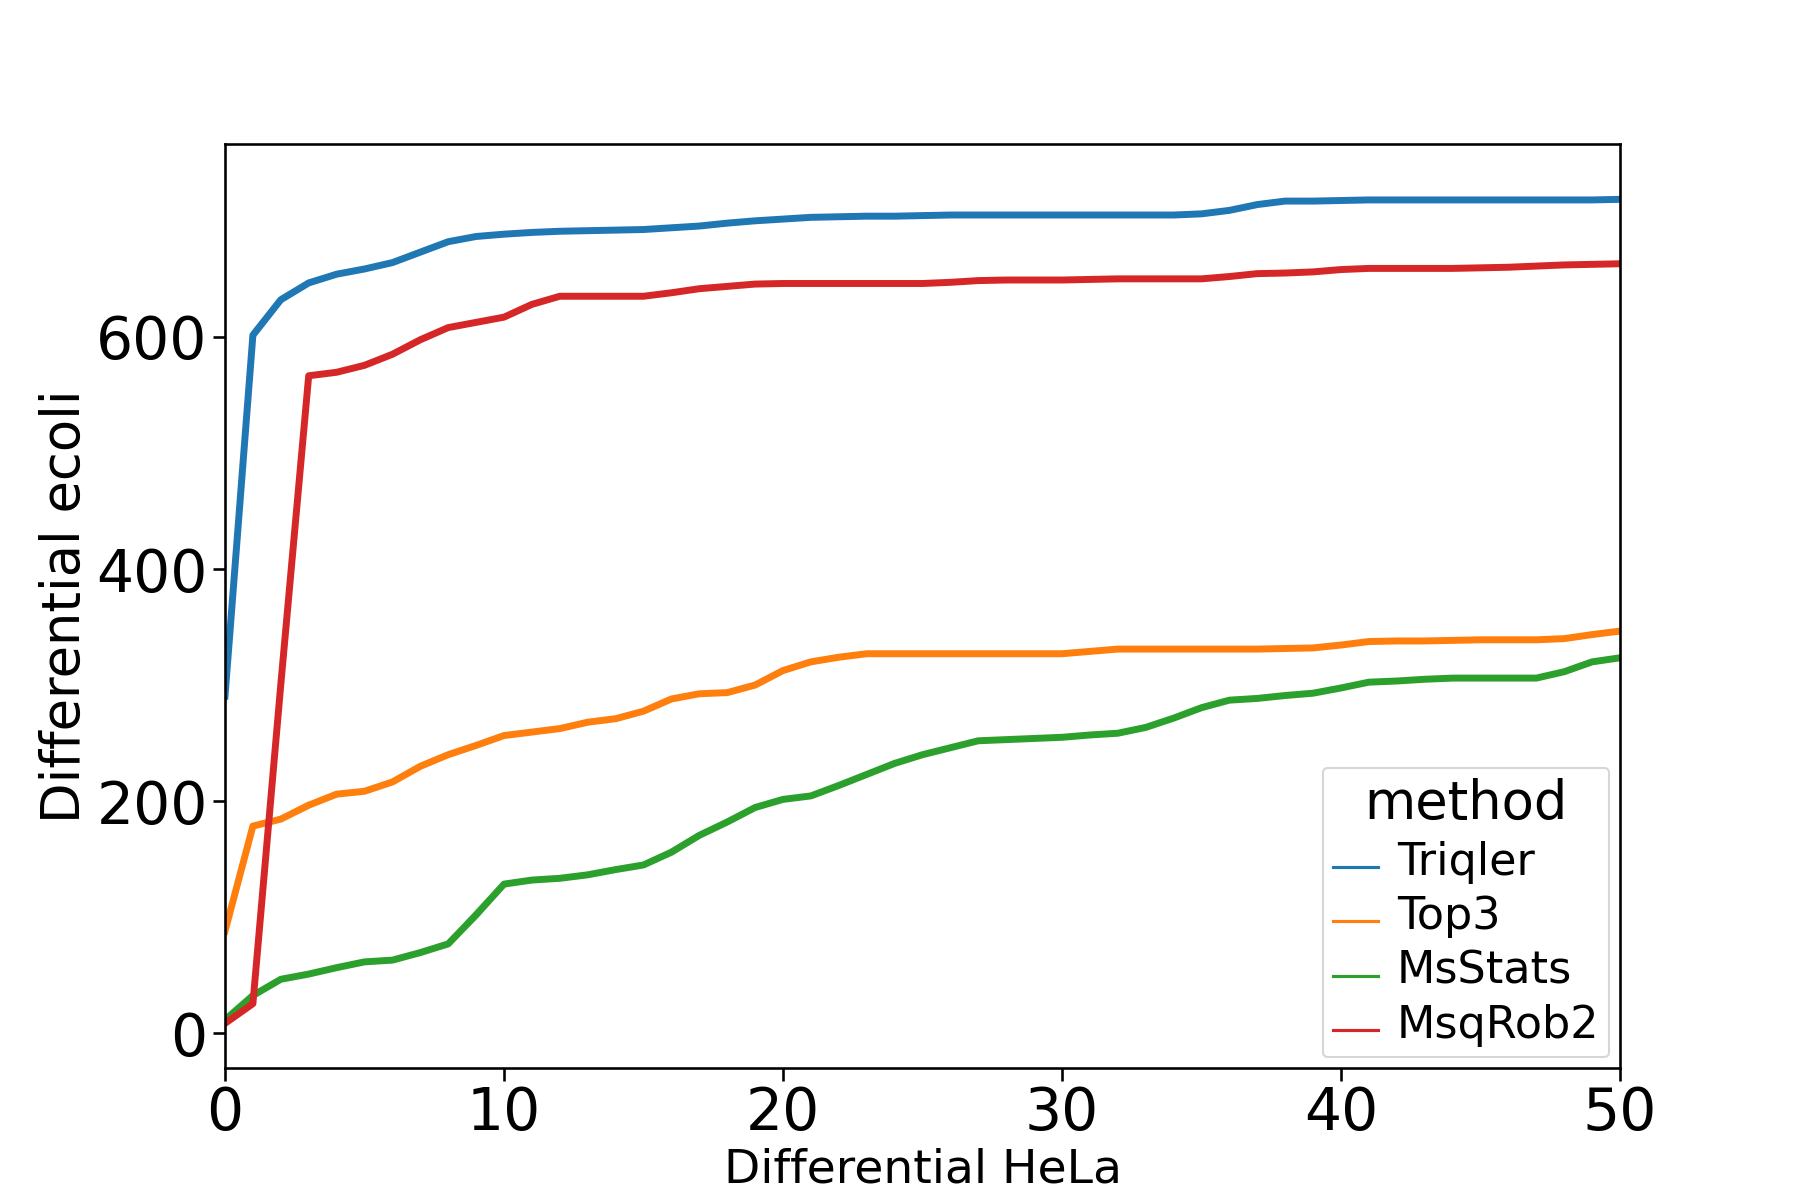 Differential ecoli
600
400
200
0
0 10 20 30 40 50
Differential HeLa
method
Triqler
Top3
MsStats
MsqRob2